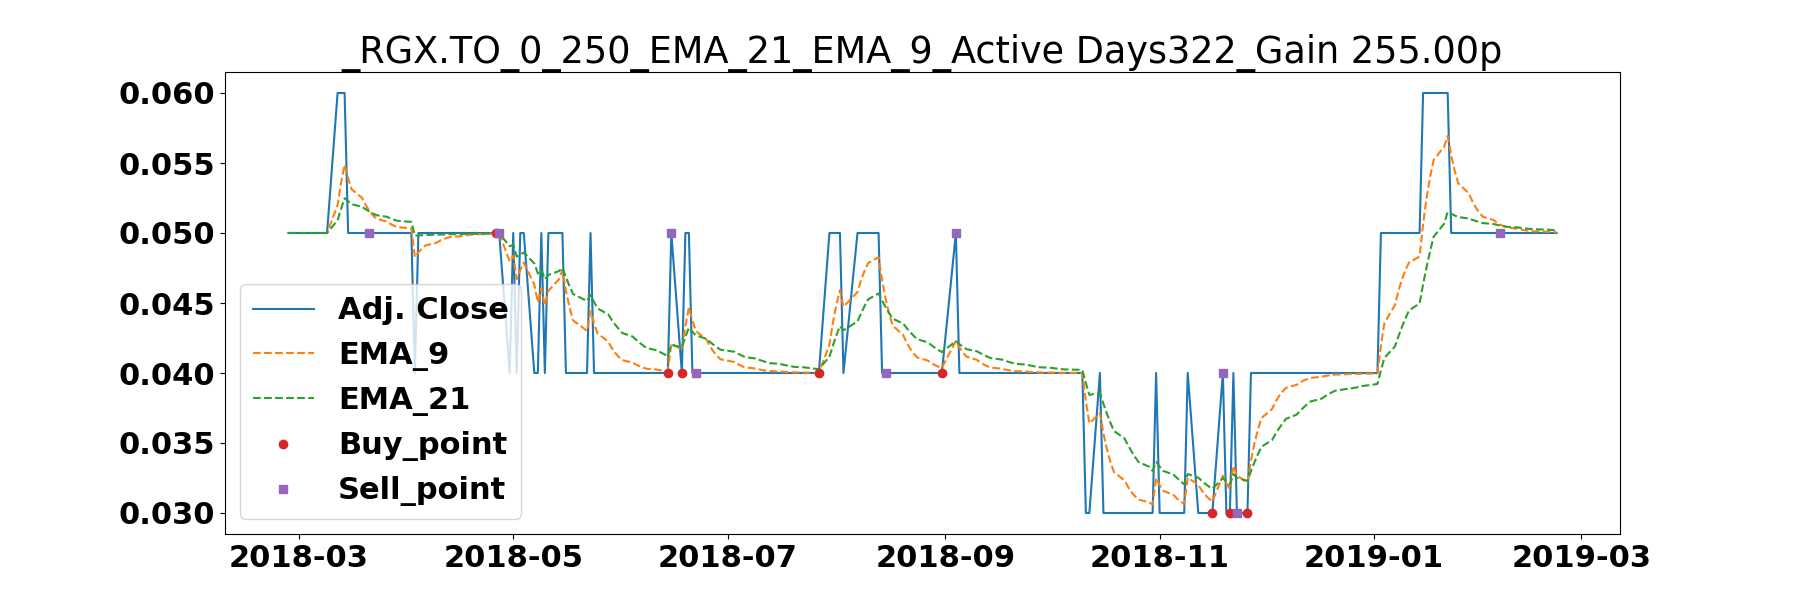 _RGX.TO_0_250_EMA_21_EMA_9_Active Days322_Gain 255.00p
0.060
0.055
0.050
0.045
0.040
0.035
0.030
Adj. Close
EMA_9
EMA_21
Buy_point
Sell_point
2018-03 2018-05 2018-07 2018-09 2018-11 2019-01 2019-03